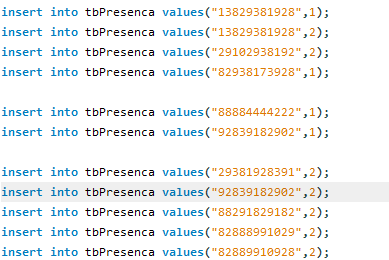 insert into tbPresenca values("13829381928",1);
insert into tbPresenca values("13829381928",2);
insert into tbPresenca values("29102938192",2);
insert into tbPresenca values("82938173928",1);
insert into tbPresenca values("88884444222",1);
insert into tbPresenca values("92839182902",1);
insert into tbPresenca values("29381928391",2);
insert into tbPresenca values("92839182902",2);
insert into tbPresenca values("88291829182",2);
insert into tbPresenca values("82888991029",2);
insert into tbPresenca values("82889910928",2);